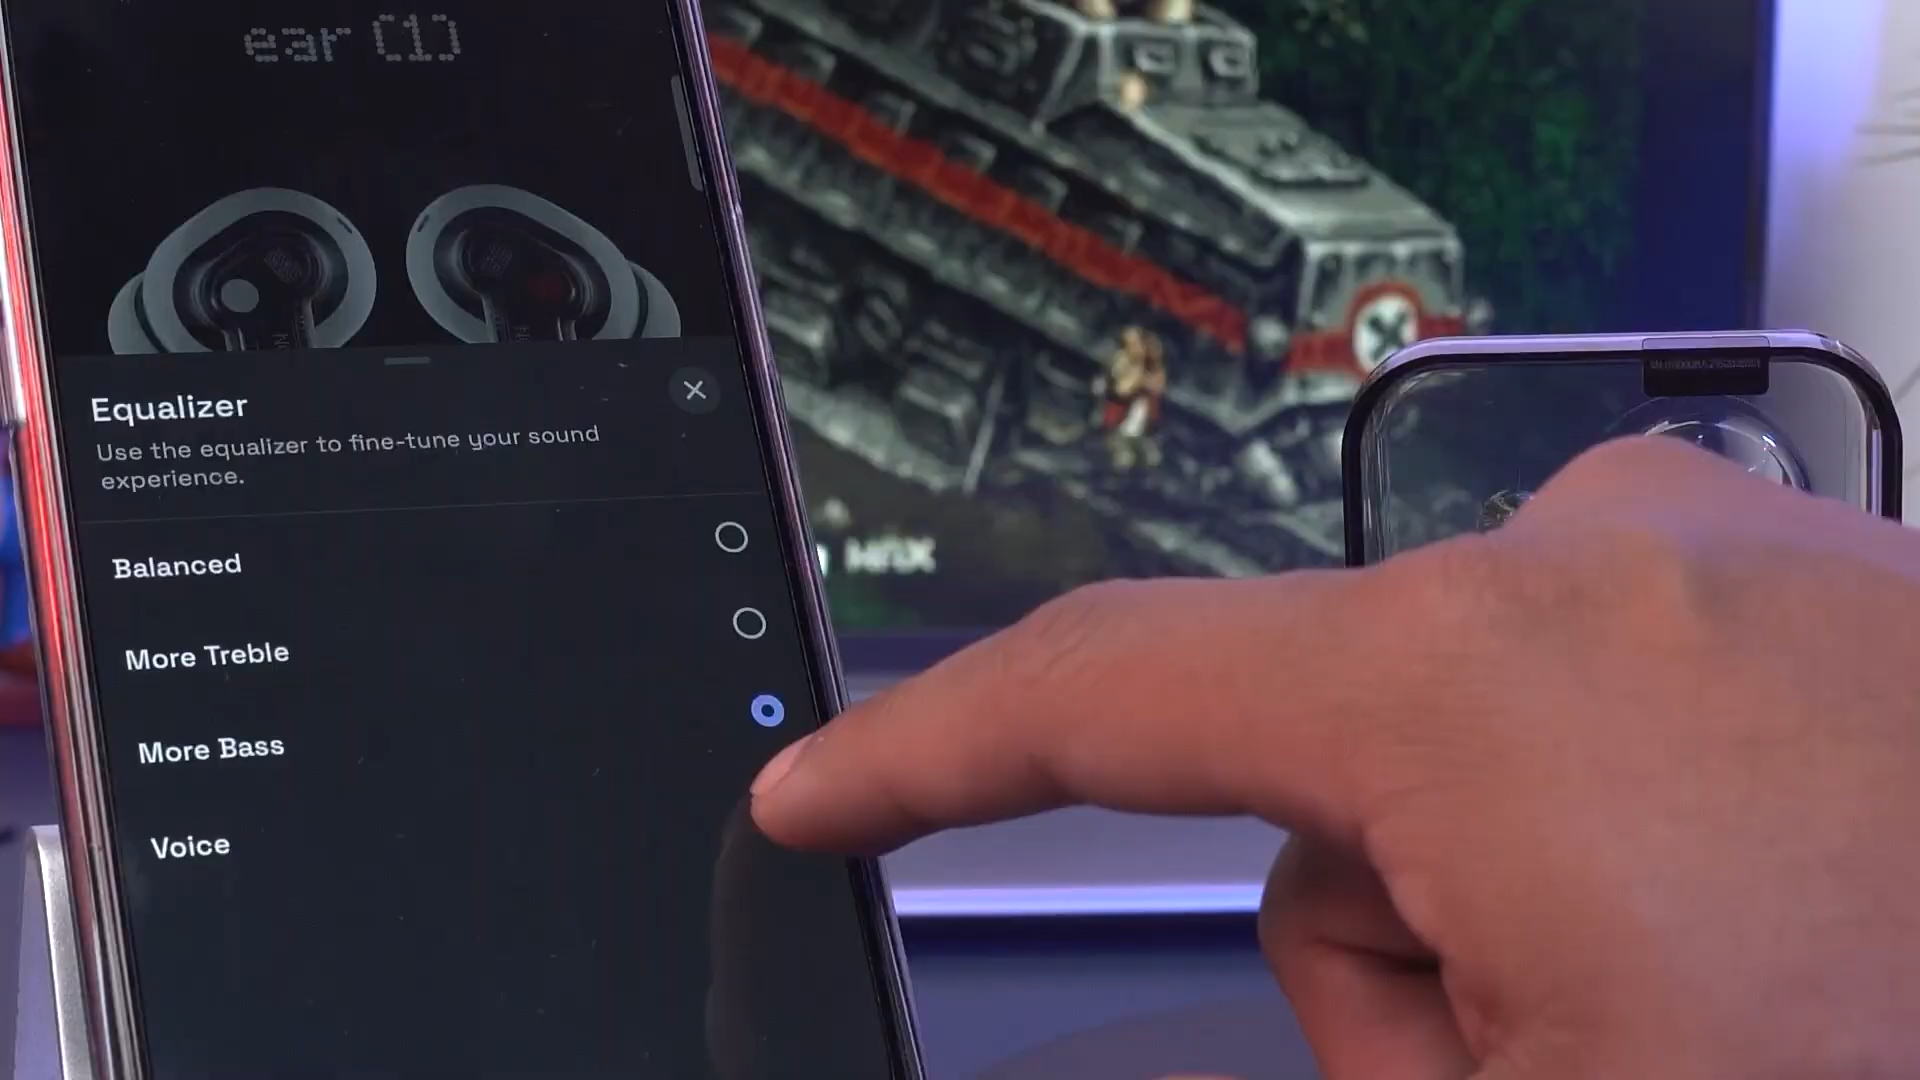 ear (1)
Equalizer
Use the equalizer to fine-tune your sound
experience.
Balanced
More Treble
More Bass
Voice